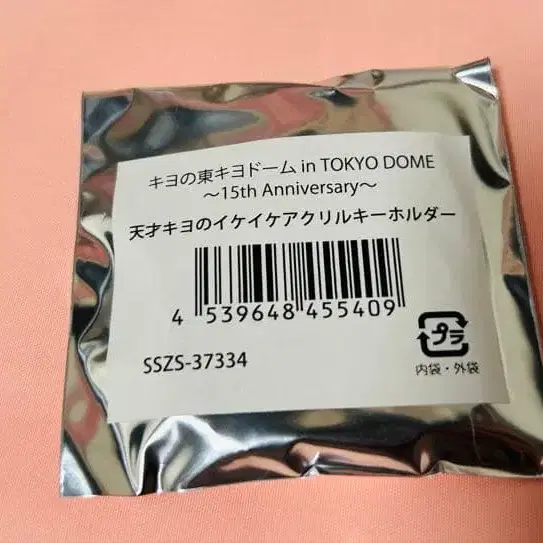 キヨの東キヨドーム in TOKYO DOME
～15th Anniversary～
天才キヨのイケイケアクリルキーホルダー
4 539648 455409
SSZS-37334
プラ
内袋・外袋